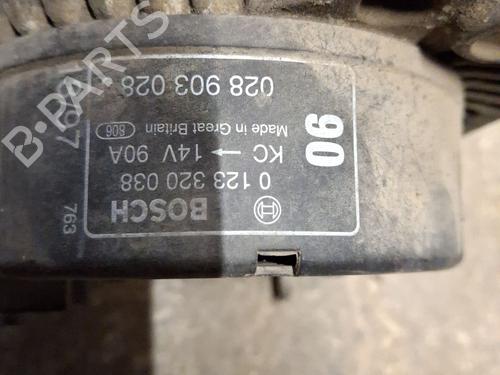 BOSCH
0 123 320 038
KC → 14V 90A
Made in Great Britain 806
90
028 903 028
763
B-PARTS